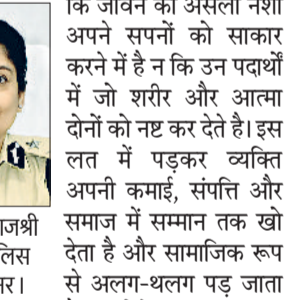 कि जीवन का असली नशा
अपने सपनों को साकार
करने में है न कि उन पदार्थों
में जो शरीर और आत्मा
दोनों को नष्ट कर देते है। इस
लत में पड़कर व्यक्ति
अपनी कमाई, संपत्ति और
समाज में सम्मान तक खो
देता है और सामाजिक रूप
से अलग-थलग पड़ जाता